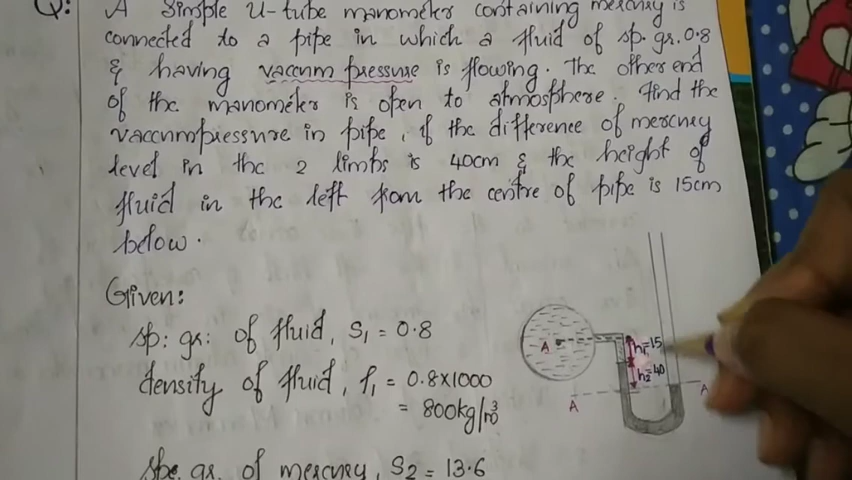 Q: A Simple U-tube manometer containing mercury is
connected to a pipe in which a fluid of sp. gr. 0.8
& having vaccum pressure is flowing. The other end
of the manometer is open to atmosphere. find the
vaccumpressure in pipe, if the difference of mercury
level in the 2 limbs is 40cm & the height of
fluid in the left from the centre of pipe is 15cm
below.
Given:
sp: gr: of fluid, S1 = 0.8
density of fluid, ρ1 = 0.8x1000
= 800kg/m³
spe. gr. of mercury, S2 = 13.6
A
h1=15
h2=40
A
A